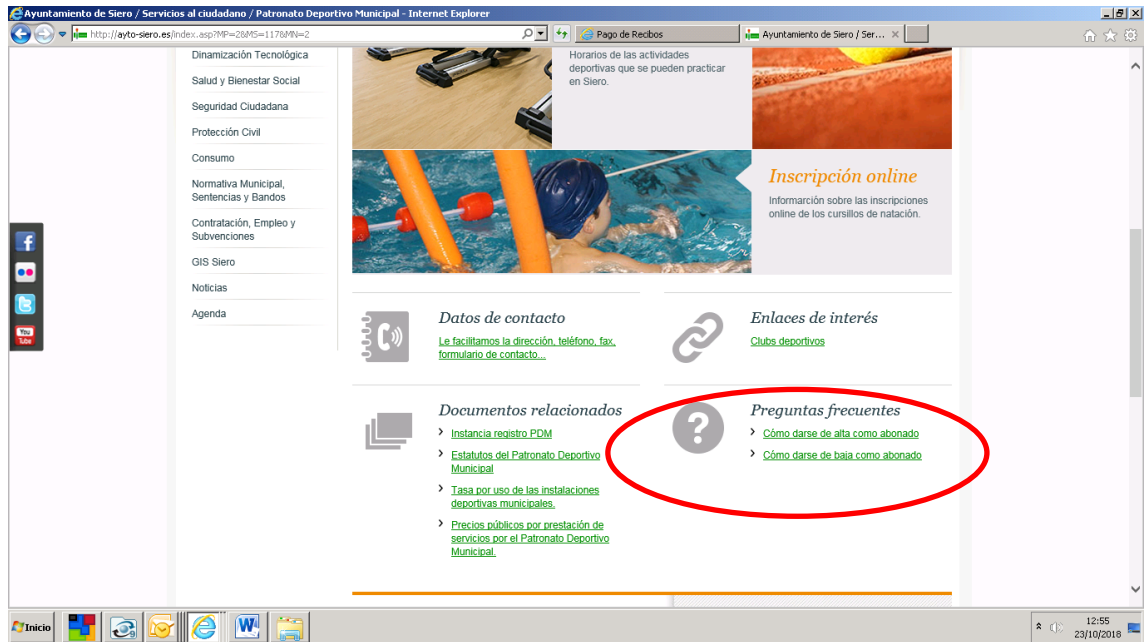 Ayuntamiento de Siero / Servicios al ciudadano / Patronato Deportivo Municipal - Internet Explorer
http://ayto-siero.es/index.asp?MP=2&MS=117&MN=2
Pago de Recibos
Ayuntamiento de Siero / Ser...
Dinamización Tecnológica
Salud y Bienestar Social
Seguridad Ciudadana
Protección Civil
Consumo
Normativa Municipal,
Sentencias y Bandos
Contratación, Empleo y
Subvenciones
GIS Siero
Noticias
Agenda
Horarios de las actividades
deportivas que se pueden practicar
en Siero.
Inscripción online
Informarción sobre las inscripciones
online de los cursillos de natación.
You
Tube
Datos de contacto
Le facilitamos la dirección, teléfono, fax,
formulario de contacto...
Enlaces de interés
Clubs deportivos
Documentos relacionados
Instancia registro PDM
Estatutos del Patronato Deportivo
Municipal
Tasa por uso de las instalaciones
deportivas municipales.
Precios públicos por prestación de
servicios por el Patronato Deportivo
Municipal.
Preguntas frecuentes
Cómo darse de alta como abonado
Cómo darse de baja como abonado
Inicio
12:55
23/10/2018